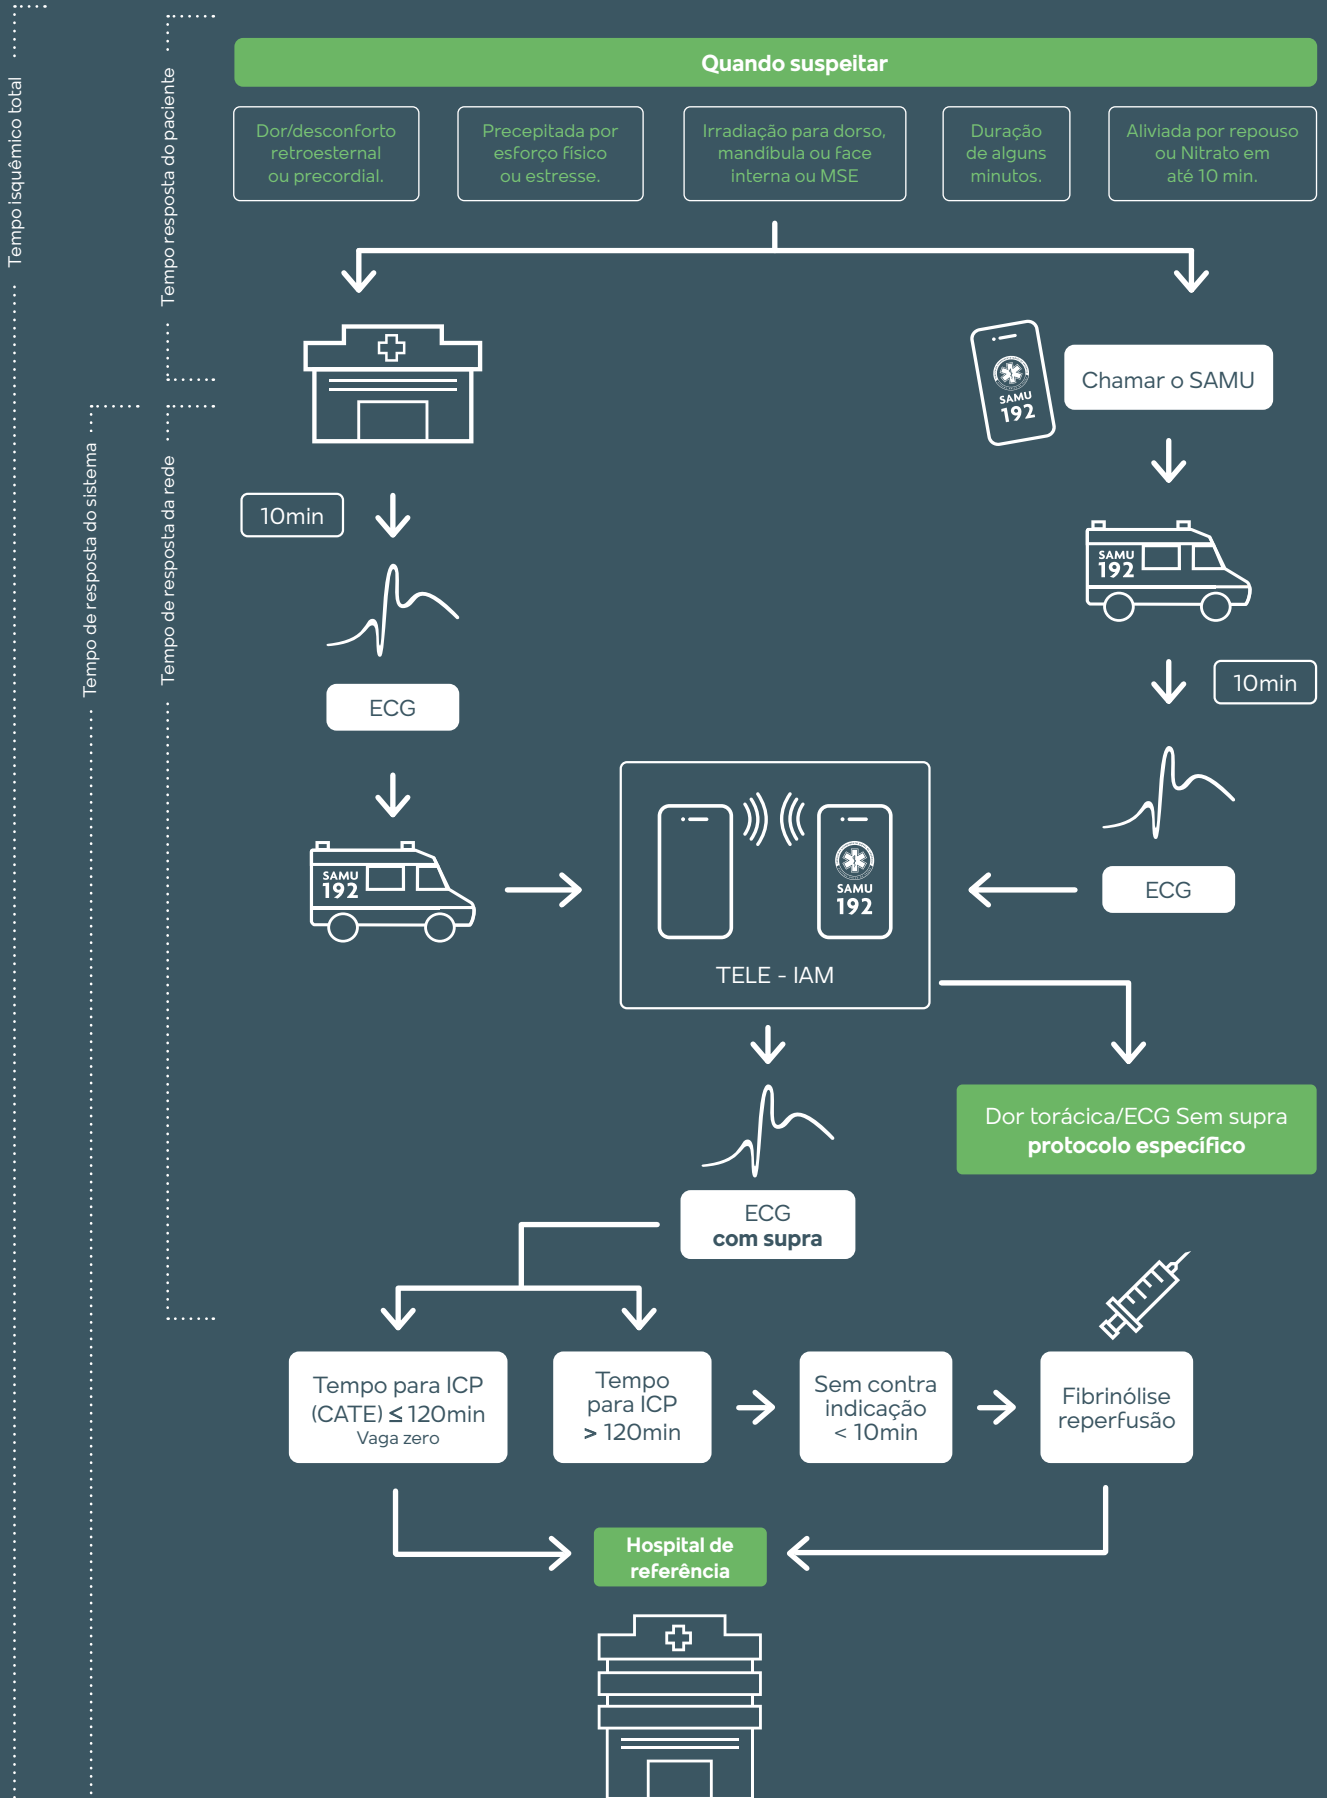 Quando suspeitar
Dor/desconforto
retroesternal
ou precordial.
Precepitada por
esforço físico
ou estresse.
Irradiação para dorso,
mandíbula ou face
interna ou MSE
Duração
de alguns
minutos.
Aliviada por repouso
ou Nitrato em
até 10 min.
Tempo isquêmico total
Tempo resposta do paciente
SAMU
192
Chamar o SAMU
Tempo de resposta do sistema
Tempo de resposta da rede
10min
SAMU
192
10min
ECG
ECG
SAMU
192
SAMU
192
TELE - IAM
Dor torácica/ECG Sem supra
protocolo específico
ECG
com supra
Tempo para ICP
(CATE) ≤ 120min
Vaga zero
Tempo
para ICP
> 120min
Sem contra
indicação
< 10min
Fibrinólise
reperfusão
Hospital de
referência